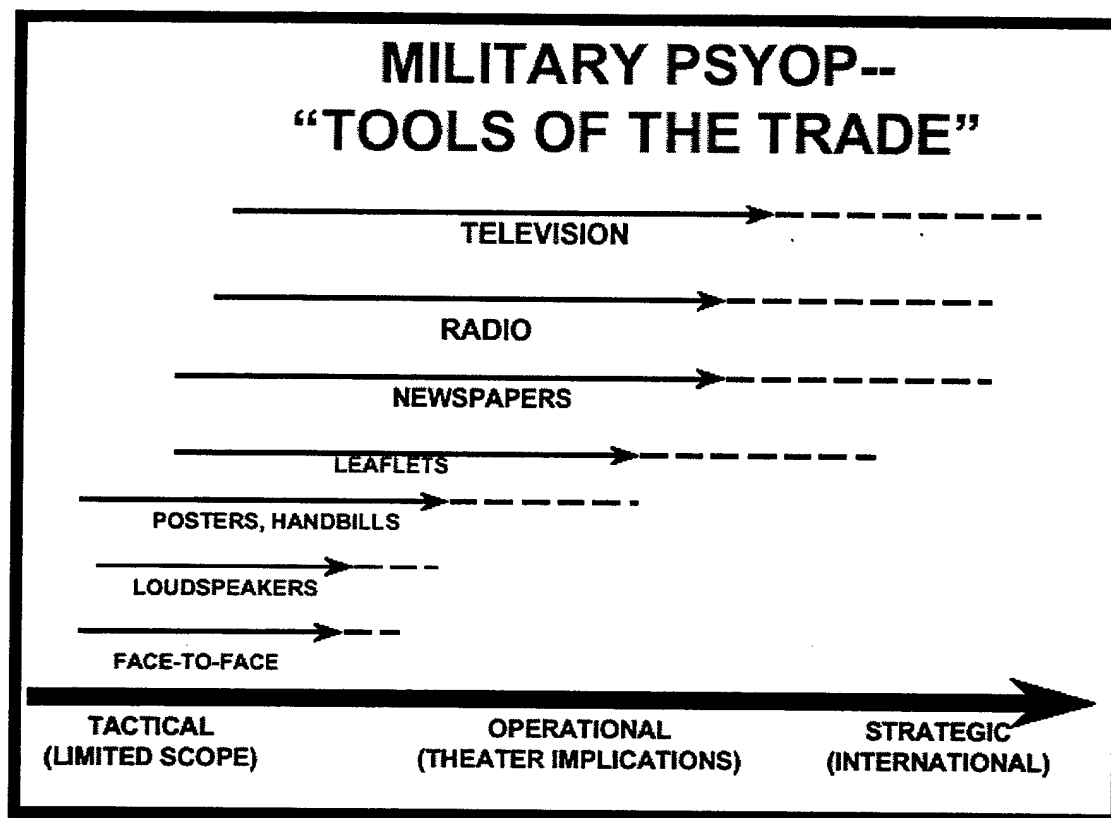 MILITARY PSYOP--
“TOOLS OF THE TRADE”
TELEVISION
RADIO
NEWSPAPERS
LEAFLETS
POSTERS, HANDBILLS
LOUDSPEAKERS
FACE-TO-FACE
TACTICAL
(LIMITED SCOPE)
OPERATIONAL
(THEATER IMPLICATIONS)
STRATEGIC
(INTERNATIONAL)